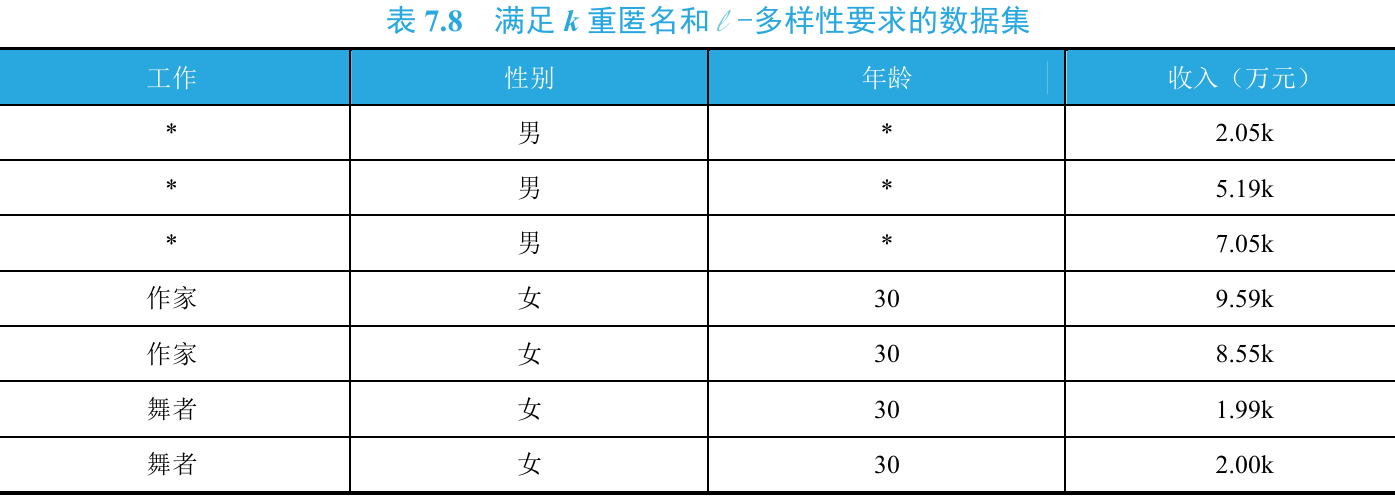 表 7.8 满足 k 重匿名和 ℓ-多样性要求的数据集
工作 性别 年龄 收入（万元）
* 男 * 2.05k
* 男 * 5.19k
* 男 * 7.05k
作家 女 30 9.59k
作家 女 30 8.55k
舞者 女 30 1.99k
舞者 女 30 2.00k